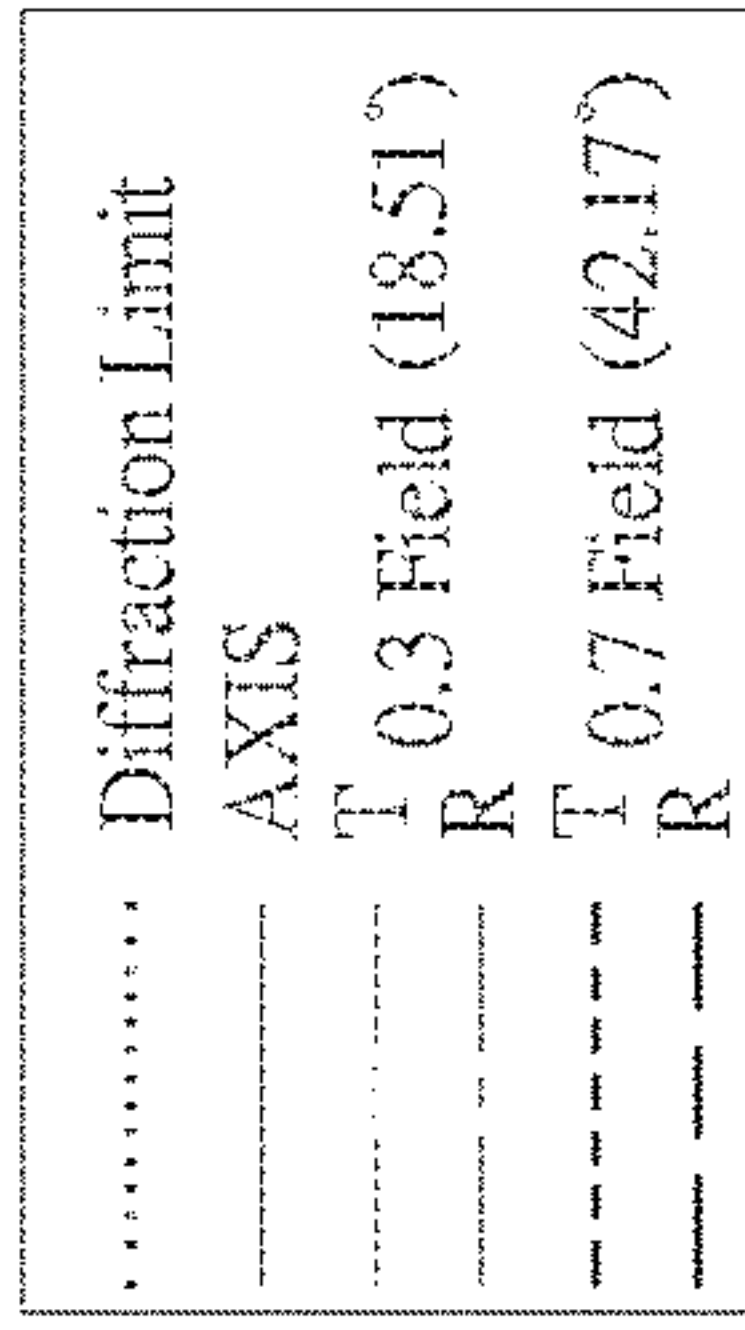 Diffraction Limit
AXIS
T 0.3 Field (18.51°)
R
T 0.7 Field (42.17°)
R